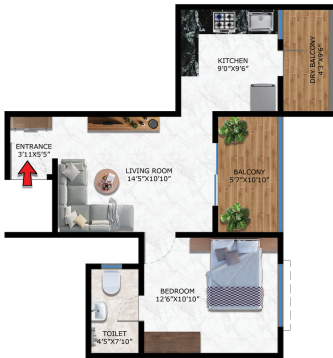 KITCHEN
9'0"X9'6"
DRY BALCONY
4'3"X9'6"
ENTRANCE
3'11X5'5"
LIVING ROOM
14'5"X10'10"
BALCONY
5'7"X10'10"
BEDROOM
12'6"X10'10"
TOILET
4'5"X7'10"